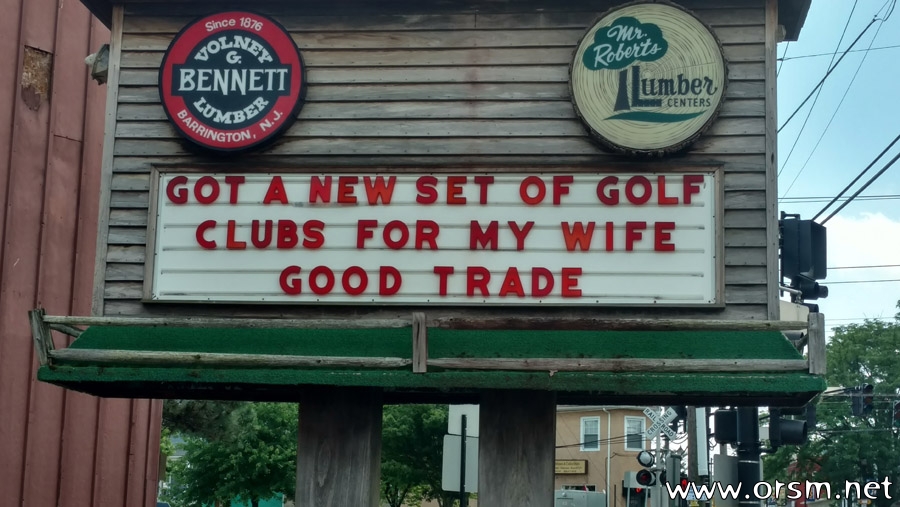 Since 1876
VOLNEY
G.
BENNETT
LUMBER
BARRINGTON, N.J.
Mr.
Roberts
Lumber
CENTERS
GOT A NEW SET OF GOLF
CLUBS FOR MY WIFE
GOOD TRADE
www.orsm.net